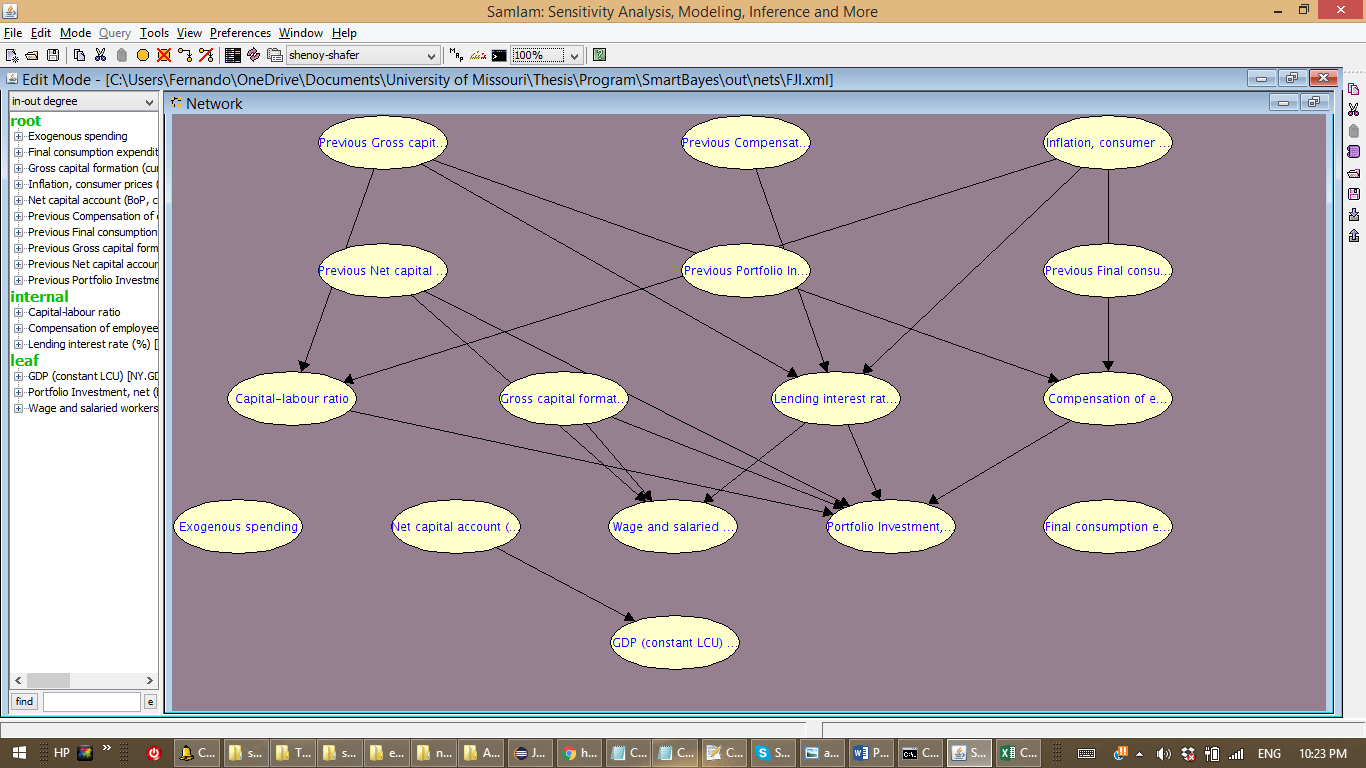 SamIam: Sensitivity Analysis, Modeling, Inference and More
File Edit Mode Query Tools View Preferences Window Help
shenoy-shafer
100%
Edit Mode - [C:\Users\Fernando\OneDrive\Documents\University of Missouri\Thesis\Program\SmartBayes\out\nets\FJI.xml]
in-out degree
root
Exogenous spending
Final consumption expendit
Gross capital formation (cur
Inflation, consumer prices (
Net capital account (BoP, c
Previous Compensation of
Previous Final consumption
Previous Gross capital form
Previous Net capital accour
Previous Portfolio Investme
internal
Capital-labour ratio
Compensation of employee
Lending interest rate (%) [
leaf
GDP (constant LCU) [NY.GD
Portfolio Investment, net (
Wage and salaried workers
find
e
Network
Previous Gross capit...
Previous Compensat...
Inflation, consumer ...
Previous Net capital ...
Previous Portfolio In...
Previous Final consu...
Capital-labour ratio
Gross capital format...
Lending interest rat...
Compensation of e...
Exogenous spending
Net capital account (...
Wage and salaried ...
Portfolio Investment,...
Final consumption e...
GDP (constant LCU) ...
HP
»
C...
s...
T...
s...
e...
n...
A...
J...
h...
C...
C...
C...
S...
a...
P...
C...
S...
C...
ENG
10:23 PM